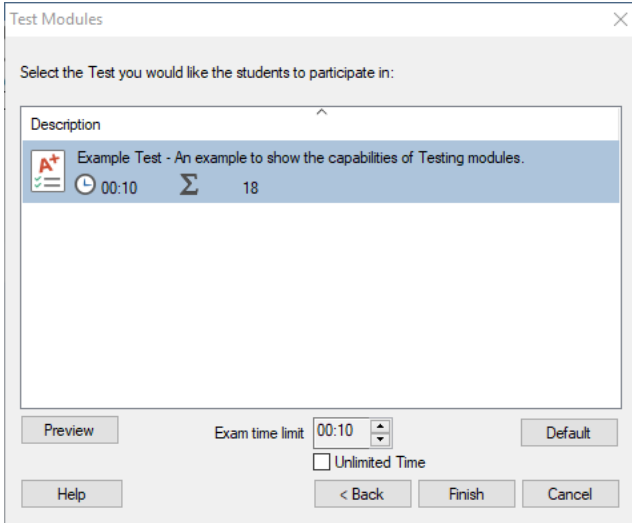 Test Modules
Select the Test you would like the students to participate in:
Description
A+
Example Test - An example to show the capabilities of Testing modules.
00:10 Σ 18
Preview
Exam time limit 00:10
Default
Unlimited Time
Help
< Back
Finish
Cancel